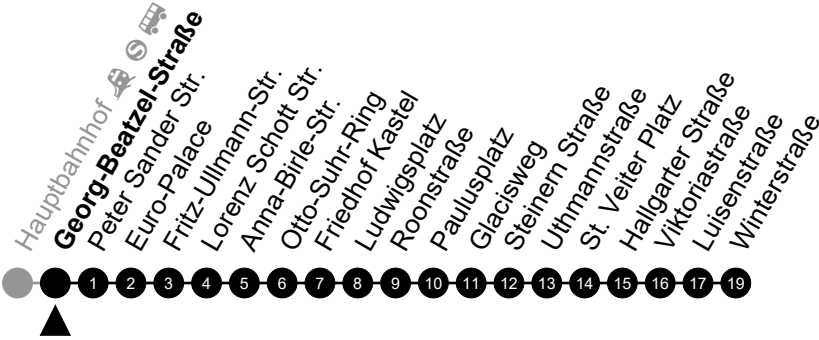 Hauptbahnhof S
Georg-Beatzel-Straße
Peter Sander Str.
Euro-Palace
Fritz-Ullmann-Str.
Lorenz Schott Str.
Anna-Birle-Str.
Otto-Suhr-Ring
Friedhof Kastel
Ludwigsplatz
Roonstraße
Paulusplatz
Glacisweg
Steinern Straße
Uthmannstraße
St. Veiter Platz
Hallgarter Straße
Viktoriastraße
Luisenstraße
Winterstraße
1 2 3 4 5 6 7 8 9 10 11 12 13 14 15 16 17 19